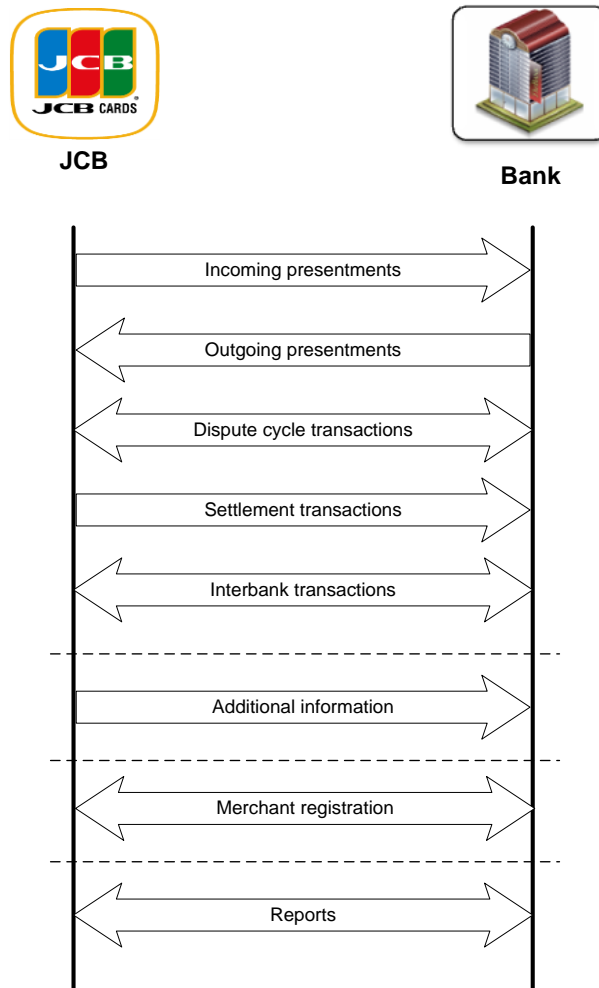 JCB
JCB CARDS
JCB
Bank
Incoming presentments
Outgoing presentments
Dispute cycle transactions
Settlement transactions
Interbank transactions
Additional information
Merchant registration
Reports